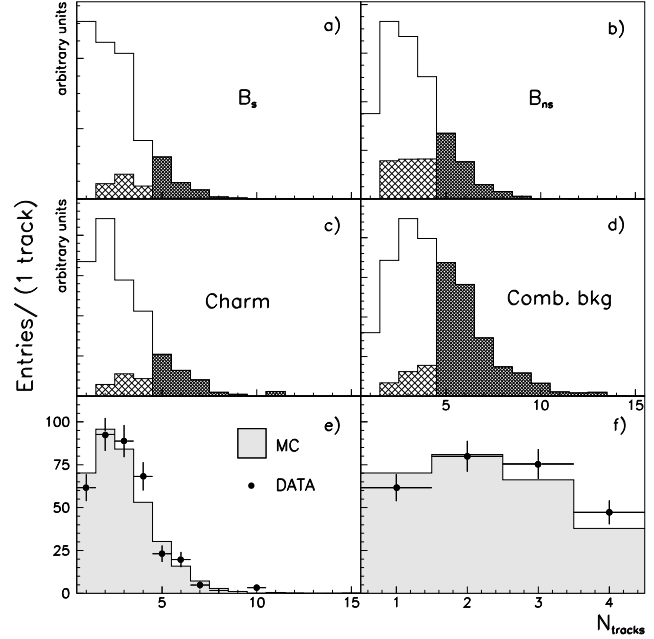 arbitrary units
a)
B_s
b)
B_ns
arbitrary units
c)
Charm
d)
Comb. bkg
5 10 15
Entries/ (1 track)
e)
MC
DATA
100
75
50
25
0
5 10 15
f)
1 2 3 4
N_tracks